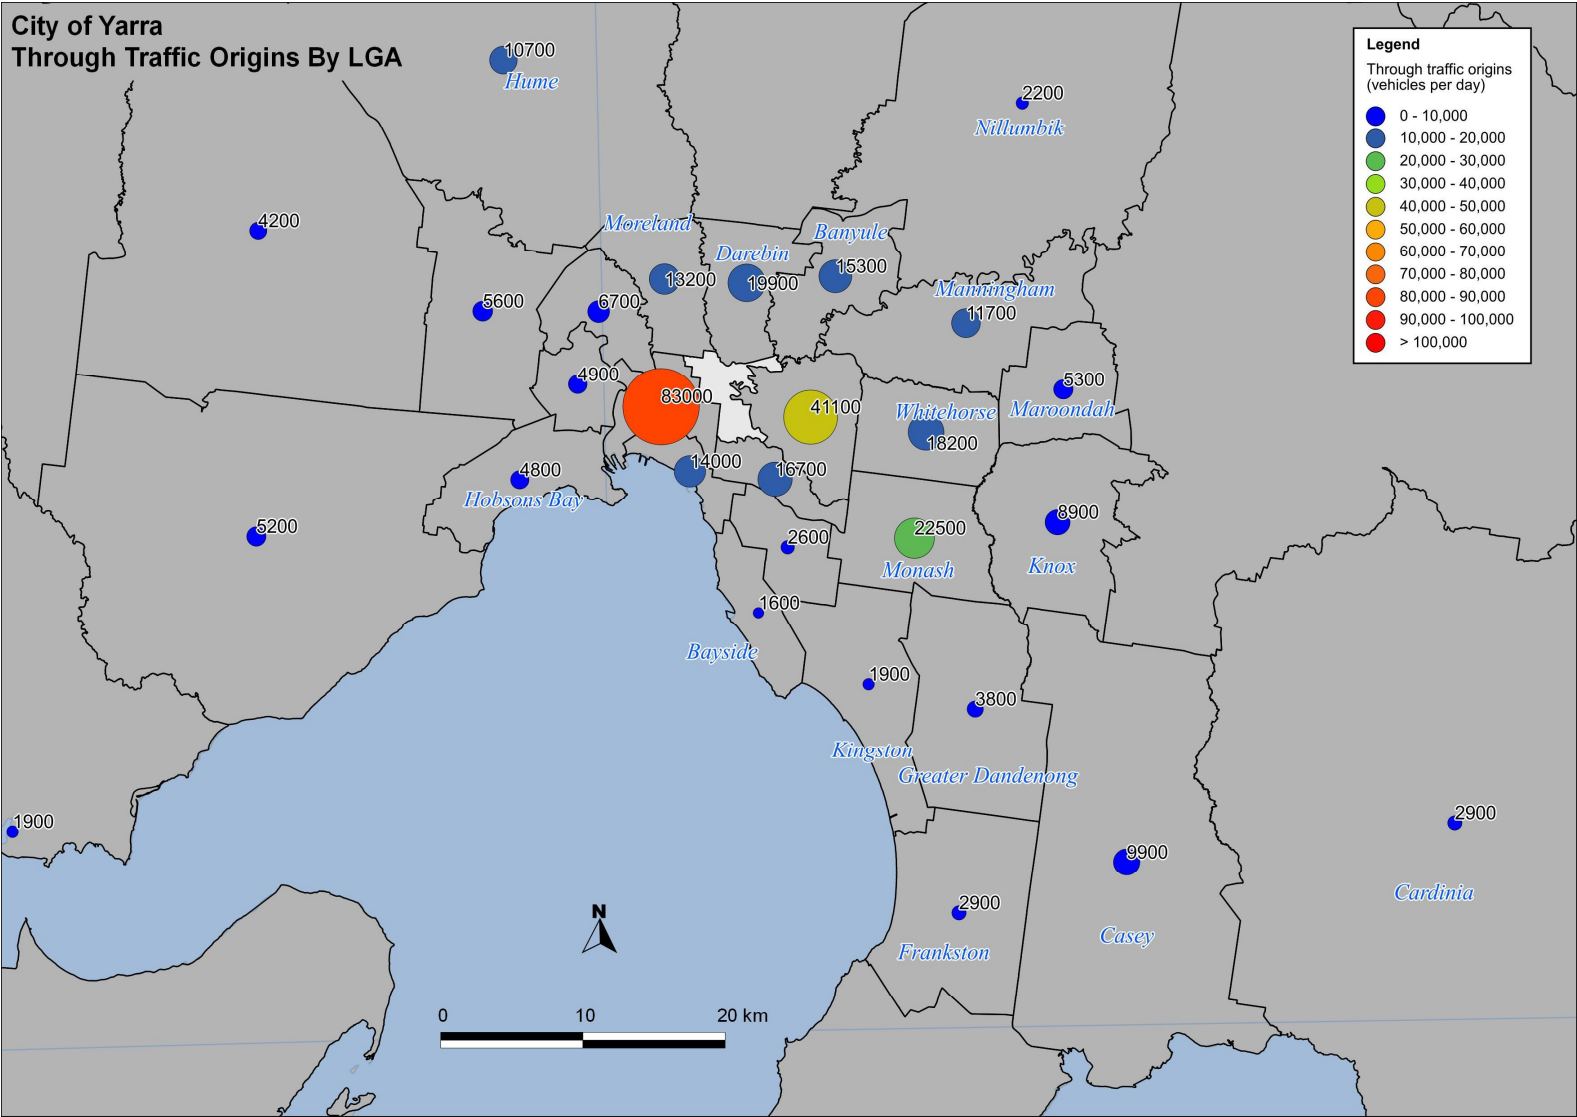 City of Yarra
Through Traffic Origins By LGA
Legend
Through traffic origins
(vehicles per day)
0 - 10,000
10,000 - 20,000
20,000 - 30,000
30,000 - 40,000
40,000 - 50,000
50,000 - 60,000
60,000 - 70,000
70,000 - 80,000
80,000 - 90,000
90,000 - 100,000
> 100,000
10700
Hume
2200
Nillumbik
4200
Moreland
Banyule
Darebin
15300
13200
19900
Manningham
5600
6700
11700
4900
5300
83000
41100
Whitehorse
Maroondah
18200
14000
16700
4800
Hobsons Bay
8900
5200
22500
2600
Knox
Monash
1600
Bayside
1900
3800
Kingston
Greater Dandenong
1900
2900
9900
Cardinia
2900
Casey
Frankston
N
0 10 20 km